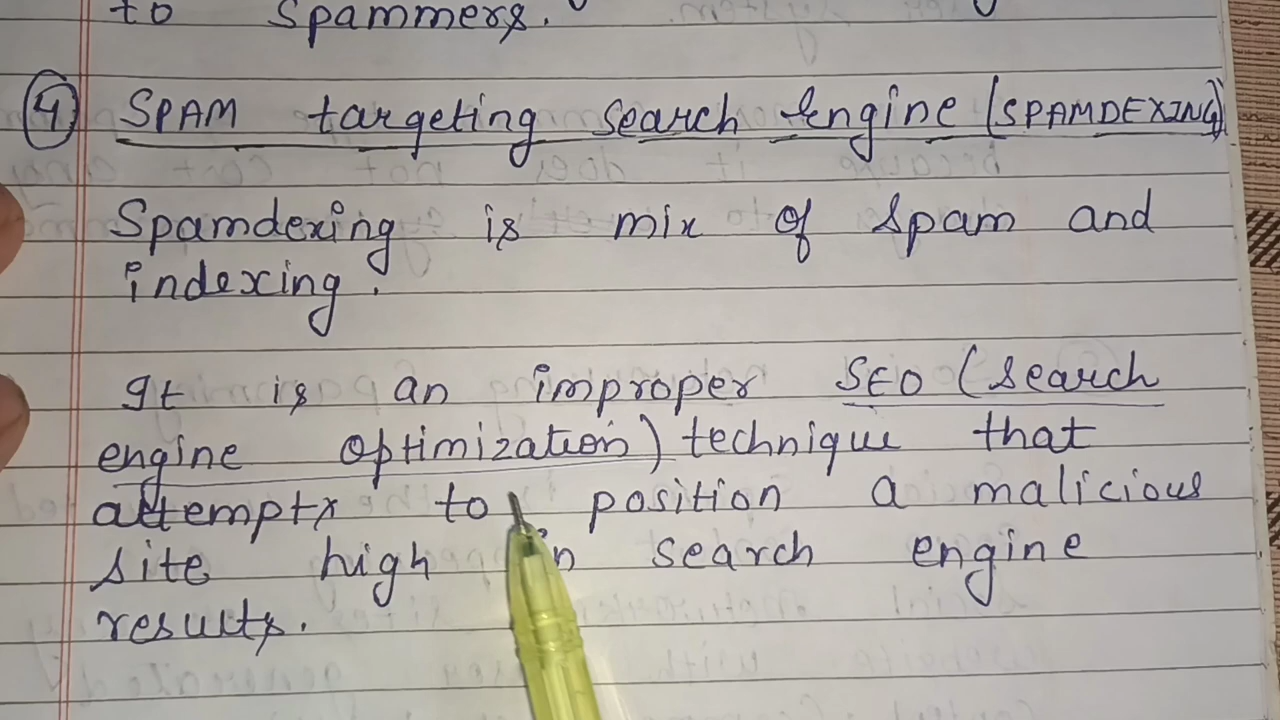 to spammers.
4 SPAM targeting search Engine (SPAMDEXING)
Spamdexing is mix of spam and
indexing.
It is an improper SEO (search
engine optimization) technique that
attempts to position a malicious
site high in search engine
results.